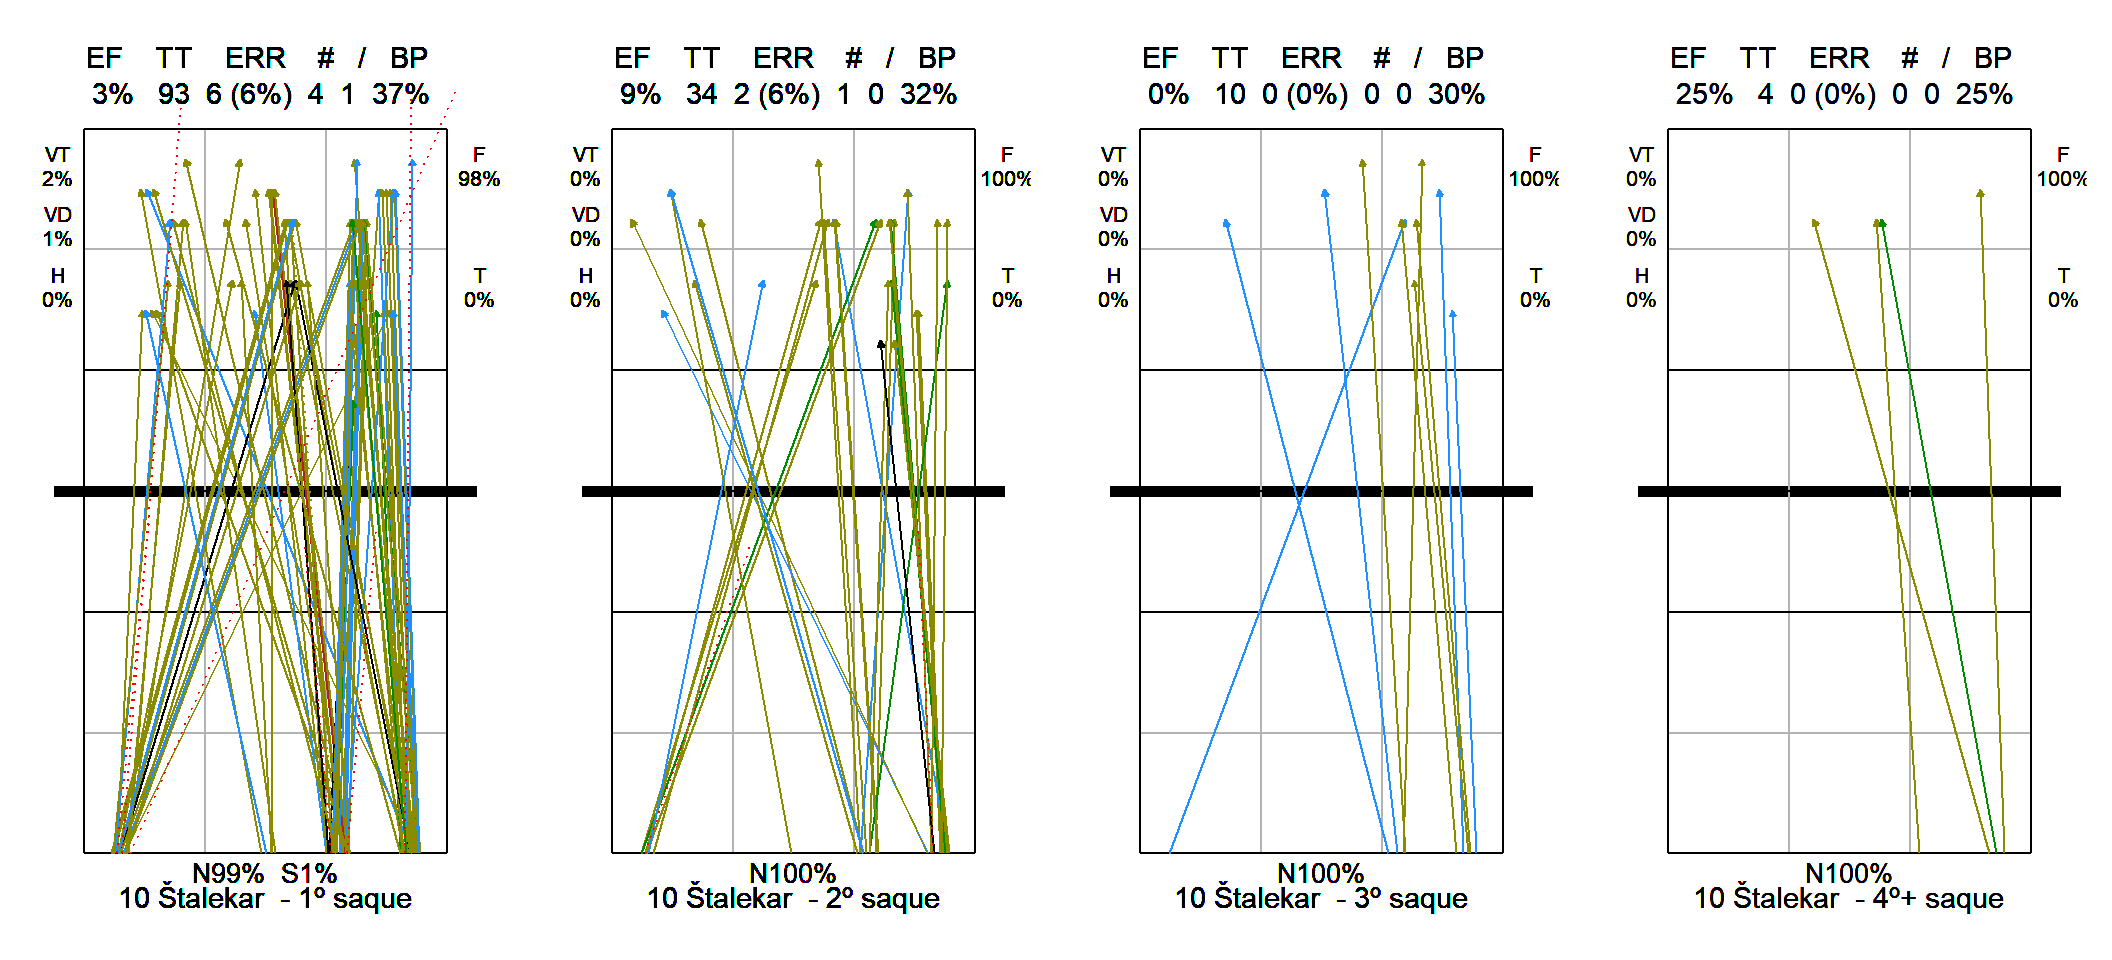 EF TT ERR # / BP
3% 93 6 (6%) 4 1 37%
VT
2%
VD
1%
H
0%
F
98%
T
0%
N99% S1%
10 Štalekar - 1º saque
EF TT ERR # / BP
9% 34 2 (6%) 1 0 32%
VT
0%
VD
0%
H
0%
F
100%
T
0%
N100%
10 Štalekar - 2º saque
EF TT ERR # / BP
0% 10 0 (0%) 0 0 30%
VT
0%
VD
0%
H
0%
F
100%
T
0%
N100%
10 Štalekar - 3º saque
EF TT ERR # / BP
25% 4 0 (0%) 0 0 25%
VT
0%
VD
0%
H
0%
F
100%
T
0%
N100%
10 Štalekar - 4º+ saque